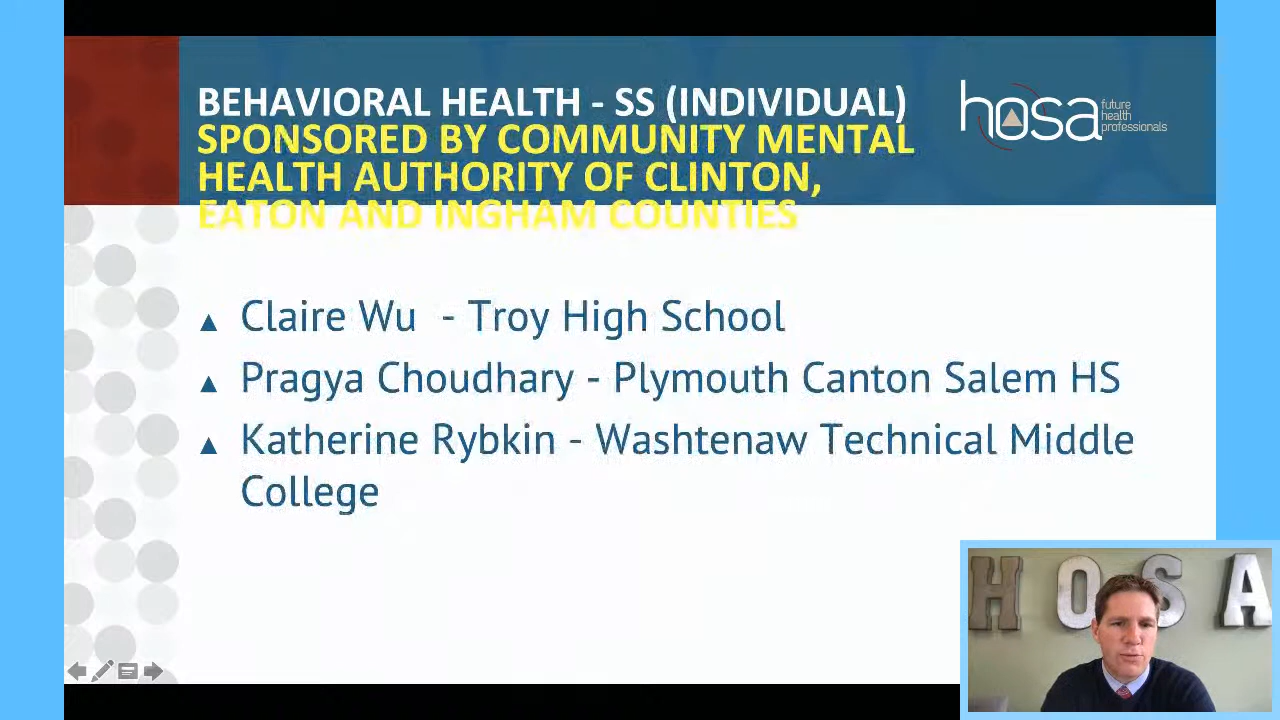 BEHAVIORAL HEALTH - SS (INDIVIDUAL)
SPONSORED BY COMMUNITY MENTAL
HEALTH AUTHORITY OF CLINTON,
EATON AND INGHAM COUNTIES
hosa
future
health
professionals
▲ Claire Wu  - Troy High School
▲ Pragya Choudhary - Plymouth Canton Salem HS
▲ Katherine Rybkin - Washtenaw Technical Middle
College
HOSA